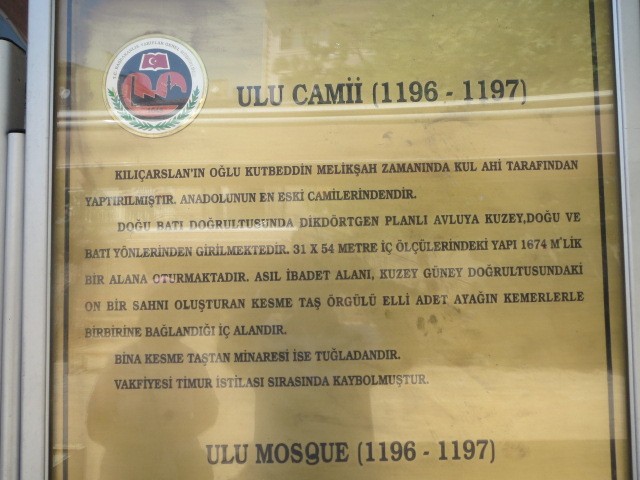 ULU CAMİİ (1196 - 1197)
KILIÇARSLAN'IN OĞLU KUTBEDDIN MELİKŞAH ZAMANINDA KUL AHİ TARAFINDAN
YAPTIRILMIŞTIR. ANADOLUNUN EN ESKİ CAMİLERİNDENDİR.
DOĞU BATI DOĞRULTUSUNDA DİKDÖRTGEN PLANLI AVLUYA KUZEY,DOĞU VE
BATI YÖNLERİNDEN GİRİLMEKTEDİR. 31 X 54 METRE İÇ ÖLÇÜLERİNDEKİ YAPI 1674 M'LİK
BİR ALANA OTURMAKTADIR. ASIL İBADET ALANI, KUZEY GÜNEY DOĞRULTUSUNDAKİ
ON BİR SAHNI OLUŞTURAN KESME TAŞ ÖRGÜLÜ ELLİ ADET AYAĞIN KEMERLERLE
BİRBİRİNE BAĞLANDIĞI İÇ ALANDIR.
BİNA KESME TAŞTAN MİNARESİ İSE TUĞLADANDIR.
VAKFİYESİ TİMUR İSTİLASI SIRASINDA KAYBOLMUŞTUR.
ULU MOSQUE (1196 - 1197)